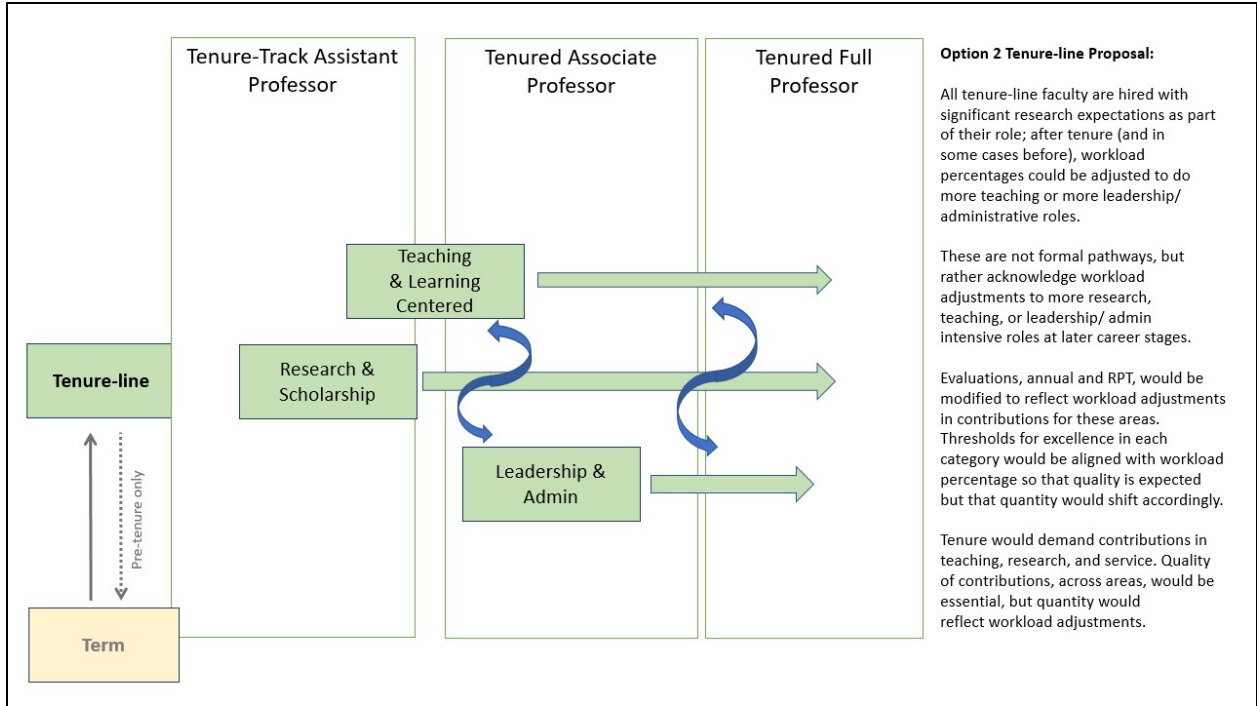 Tenure-Track Assistant
Professor
Tenured Associate
Professor
Tenured Full
Professor
Teaching
& Learning
Centered
Research &
Scholarship
Leadership &
Admin
Tenure-line
Pre-tenure only
Term
Option 2 Tenure-line Proposal:
All tenure-line faculty are hired with
significant research expectations as part
of their role; after tenure (and in
some cases before), workload
percentages could be adjusted to do
more teaching or more leadership/
administrative roles.
These are not formal pathways, but
rather acknowledge workload
adjustments to more research,
teaching, or leadership/ admin
intensive roles at later career stages.
Evaluations, annual and RPT, would be
modified to reflect workload adjustments
in contributions for these areas.
Thresholds for excellence in each
category would be aligned with workload
percentage so that quality is expected
but that quantity would shift accordingly.
Tenure would demand contributions in
teaching, research, and service. Quality
of contributions, across areas, would be
essential, but quantity would
reflect workload adjustments.